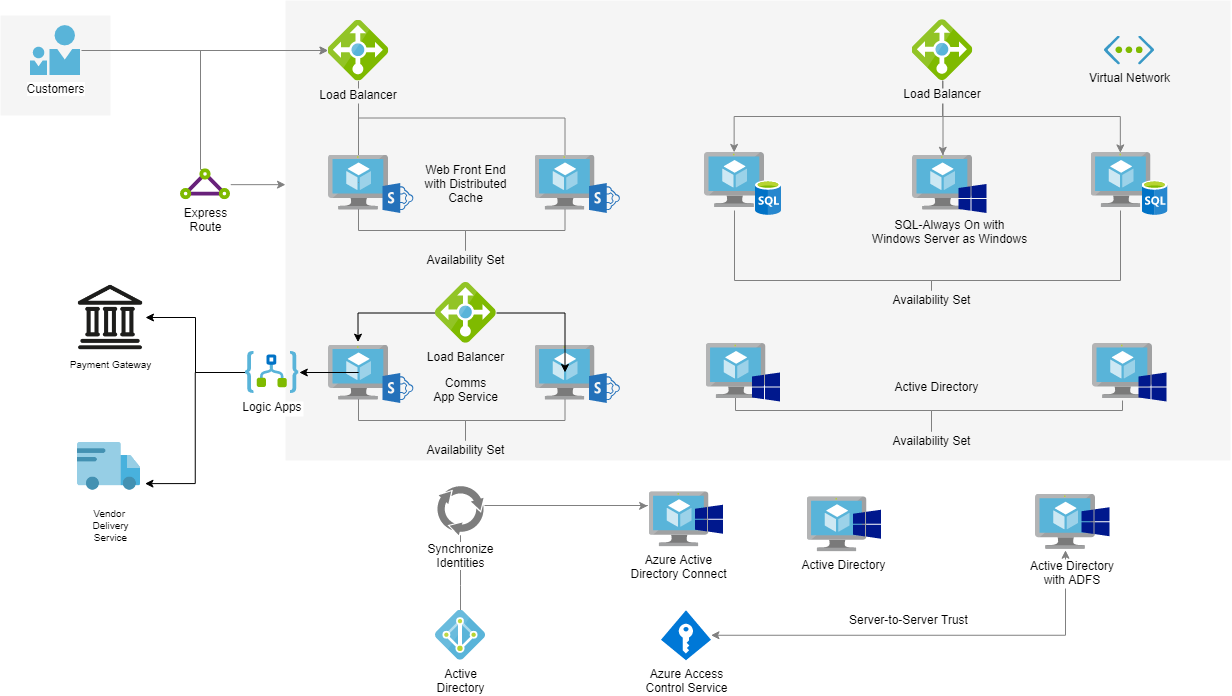 Customers
Load Balancer
Load Balancer
Virtual Network
Web Front End
with Distributed
Cache
S
S
SQL
SQL
SQL-Always On with
Windows Server as Windows
Express
Route
Availability Set
Availability Set
Payment Gateway
Logic Apps
Load Balancer
Comms
App Service
S
S
Active Directory
Availability Set
Availability Set
Vendor
Delivery
Service
Synchronize
Identities
Azure Active
Directory Connect
Active Directory
Active Directory
with ADFS
Server-to-Server Trust
Active
Directory
Azure Access
Control Service